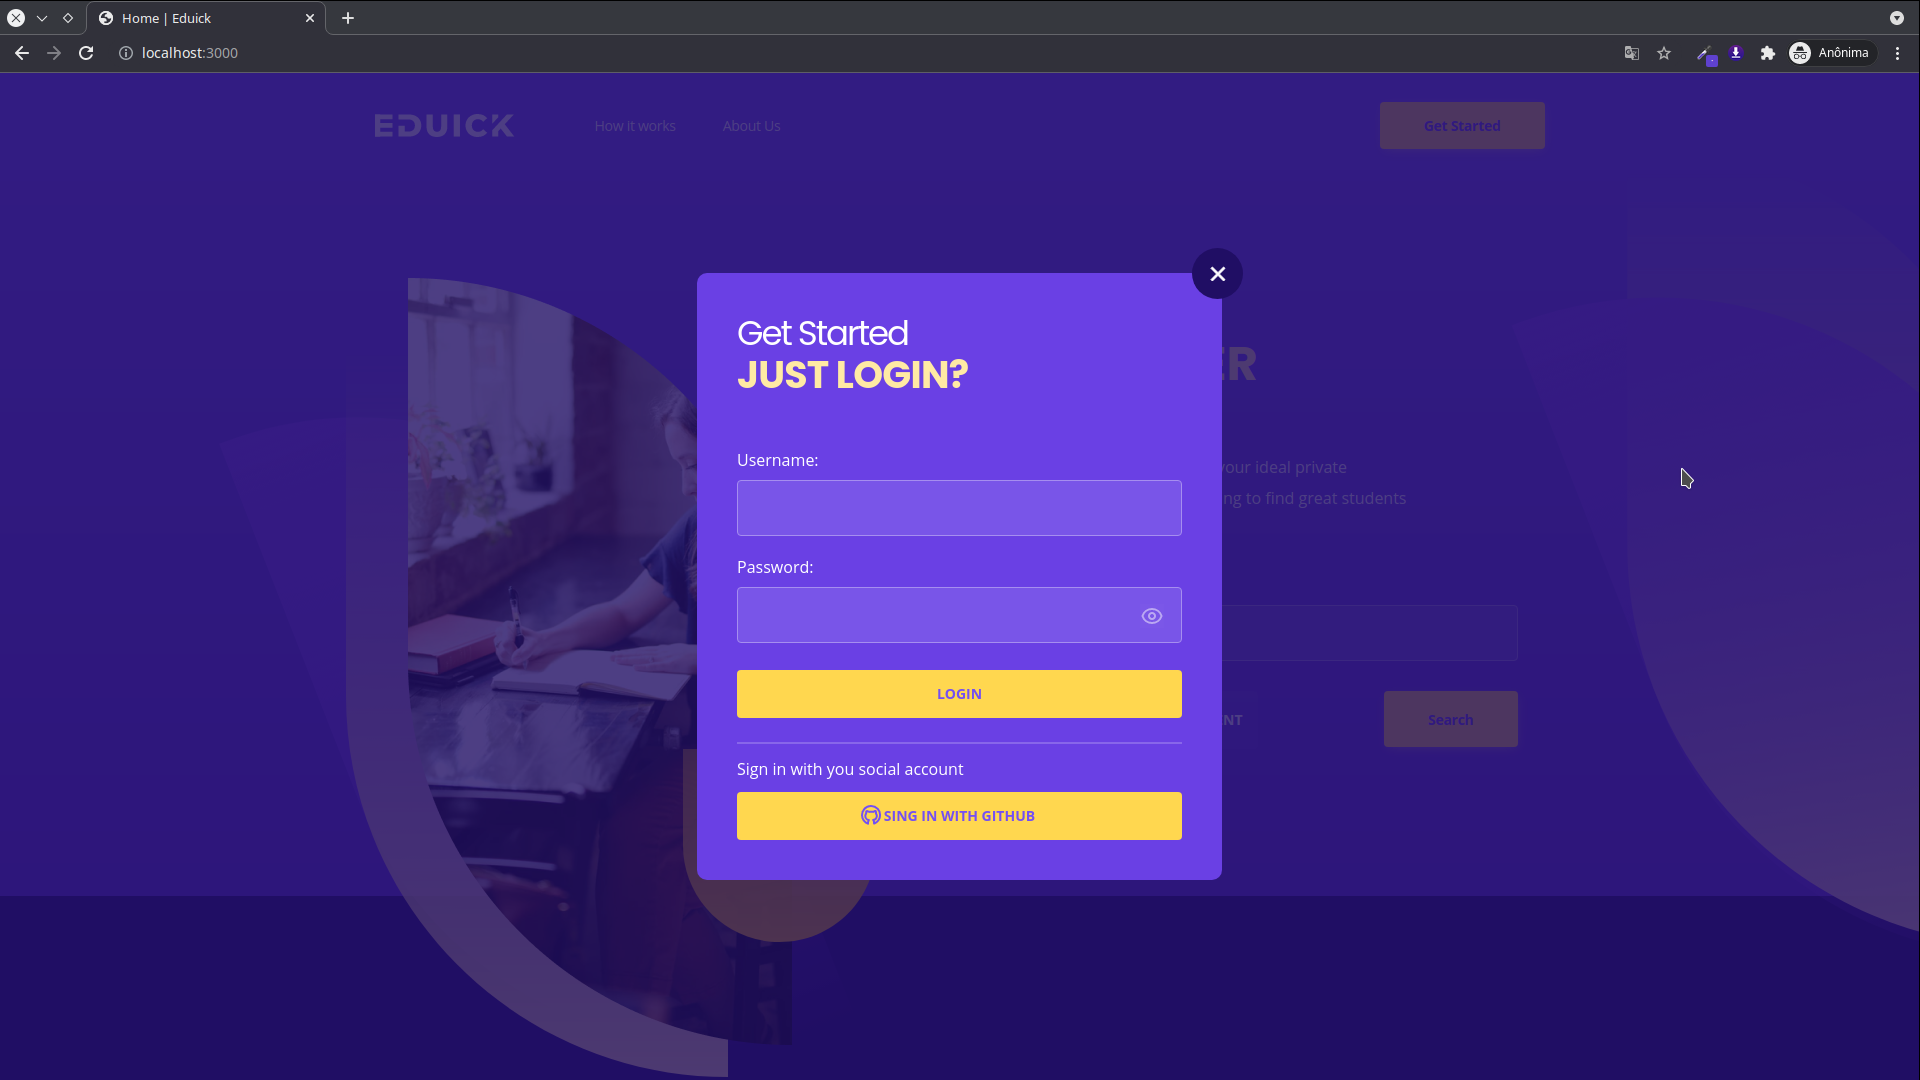 Home | Eduick
localhost:3000
Anônima
EDUICK
How It works
About Us
Get Started
Get Started
JUST LOGIN?
ER
your ideal private
ng to find great students
Username:
Password:
LOGIN
NT
Search
Sign in with you social account
SING IN WITH GITHUB